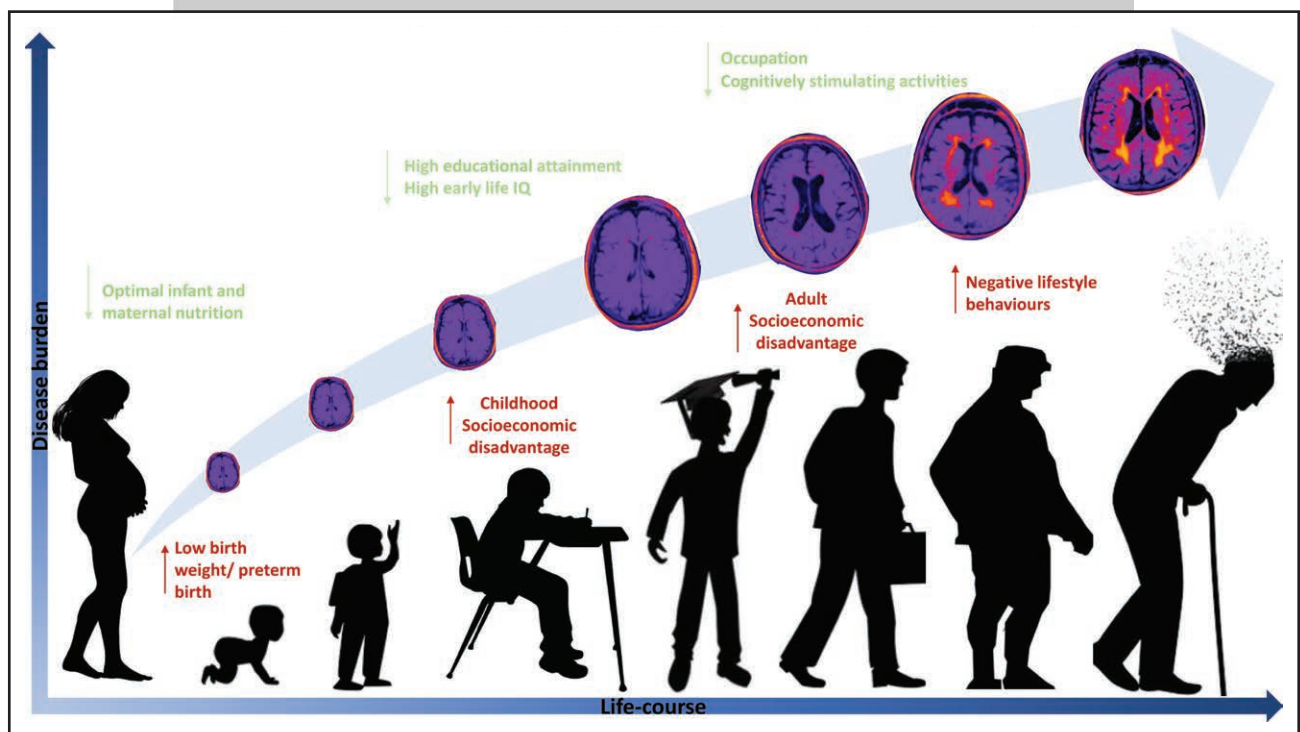 Occupation
Cognitively stimulating activities
High educational attainment
High early life IQ
Optimal infant and
maternal nutrition
Negative lifestyle
behaviours
Adult
Socioeconomic
disadvantage
Childhood
Socioeconomic
disadvantage
Low birth
weight/ preterm
birth
Disease burden
Life-course